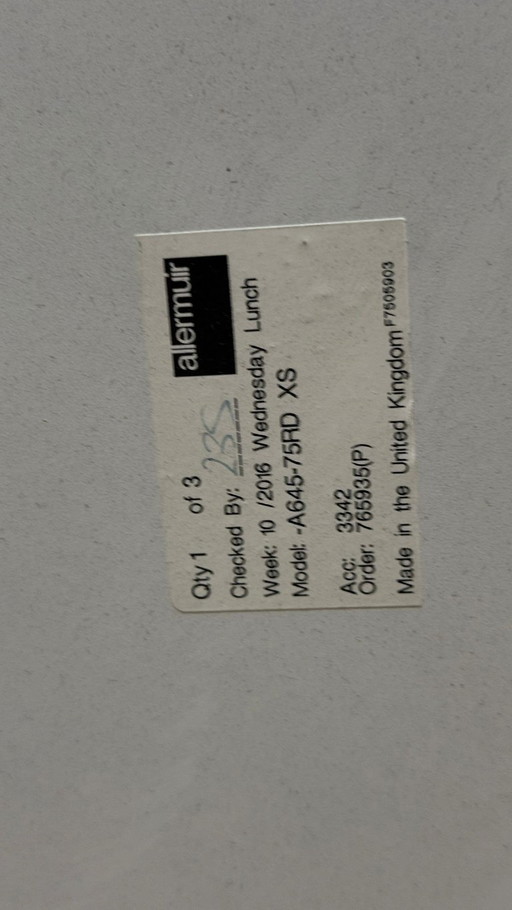 allermuir
Qty 1 of 3
Checked By: 235
Week: 10 /2016 Wednesday Lunch
Model: -A645-75RD XS
Acc: 3342
Order: 765935(P)
Made in the United Kingdom F7505903